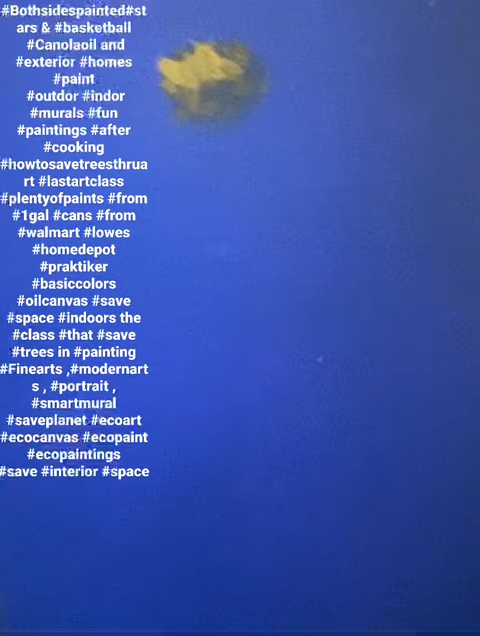 #Bothsidespainted#st
ars & #basketball
#Canolaoil and
#exterior #homes
#paint
#outdor #indor
#murals #fun
#paintings #after
#cooking
#howtosavetreesthrua
rt #lastartclass
#plentyofpaints #from
#1gal #cans #from
#walmart #lowes
#homedepot
#praktiker
#basiccolors
#oilcanvas #save
#space #indoors the
#class #that #save
#trees in #painting
#Finearts ,#modernart
s , #portrait ,
#smartmural
#saveplanet #ecoart
#ecocanvas #ecopaint
#ecopaintings
#save #interior #space